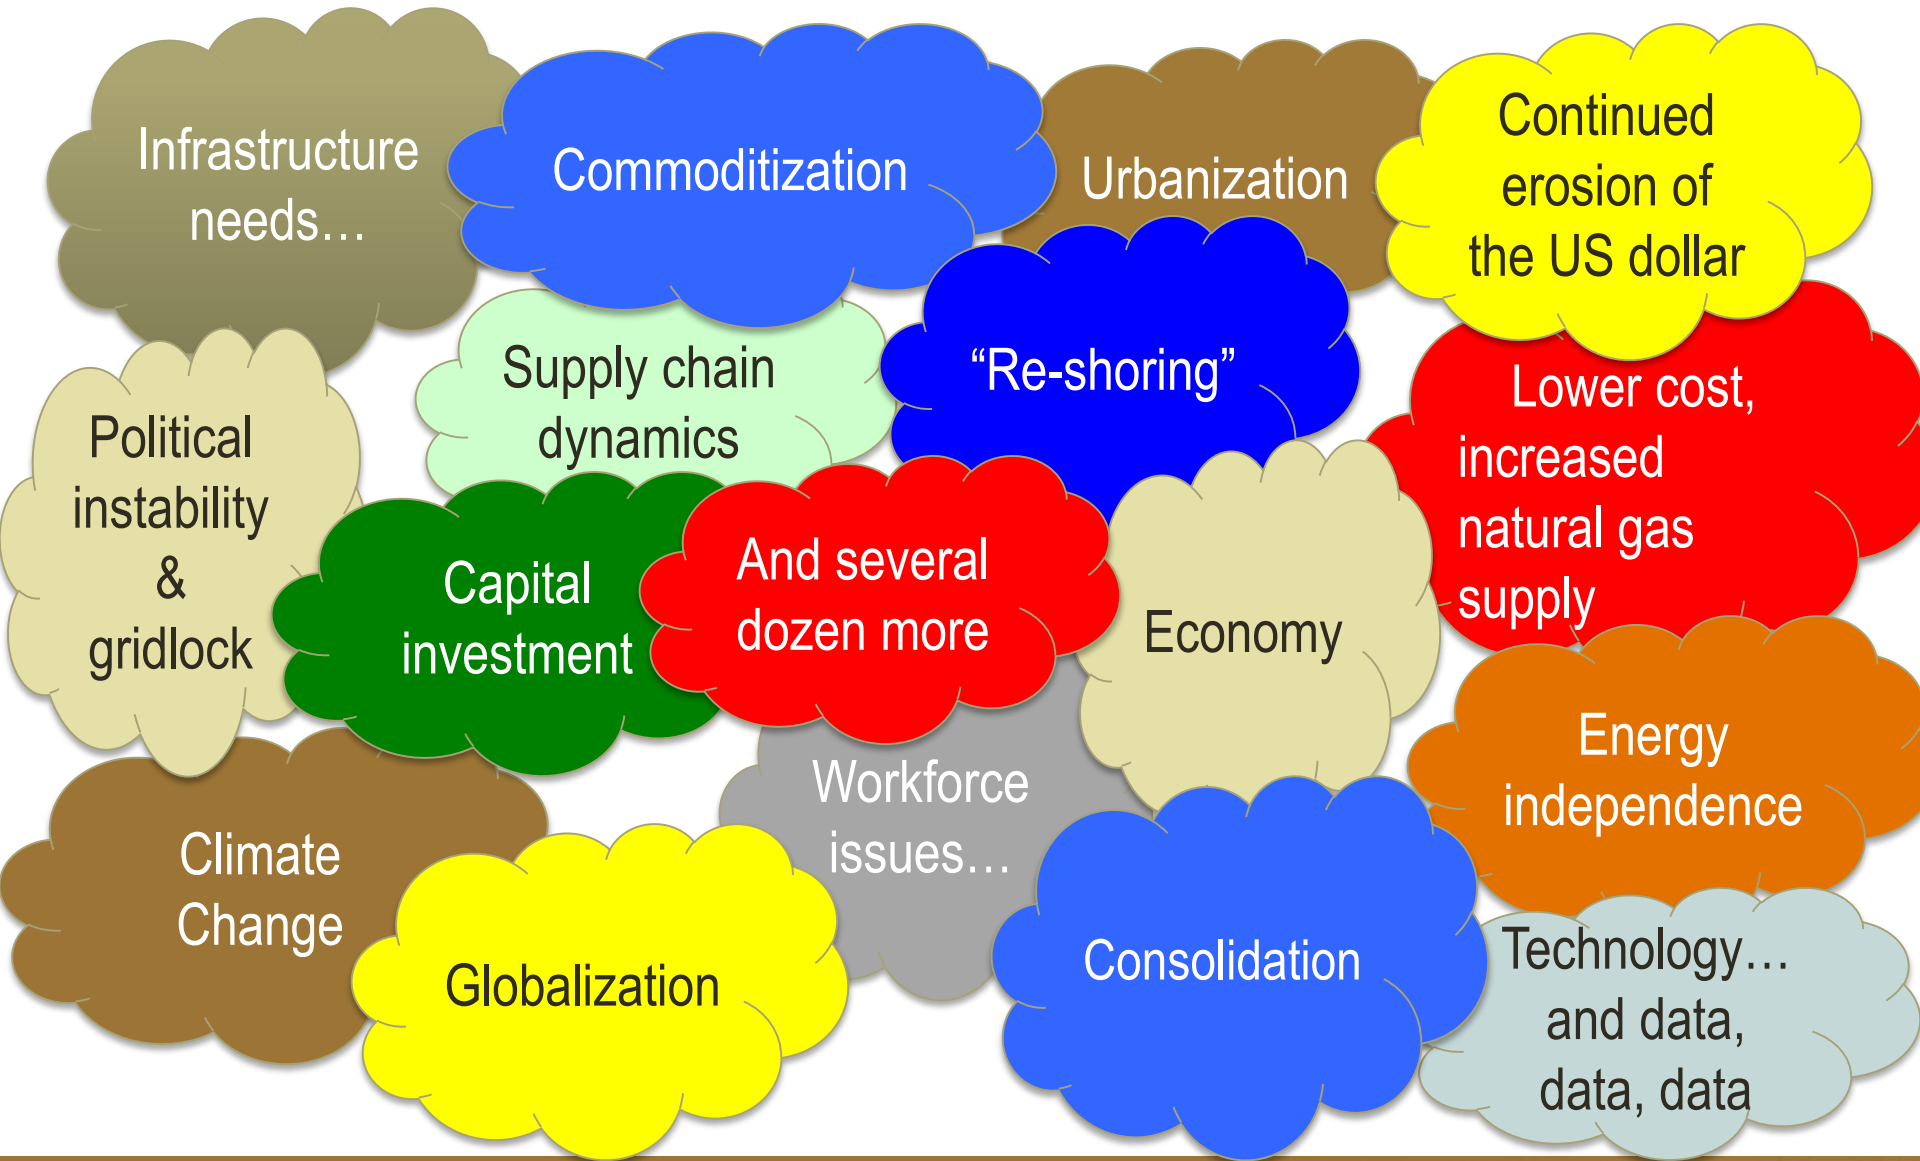 Infrastructure
needs…
Commoditization
Urbanization
Continued
erosion of
the US dollar
Supply chain
dynamics
“Re-shoring”
Lower cost,
increased
natural gas
supply
Political
instability
&
gridlock
Capital
investment
And several
dozen more
Economy
Energy
independence
Workforce
issues…
Climate
Change
Globalization
Consolidation
Technology…
and data,
data, data